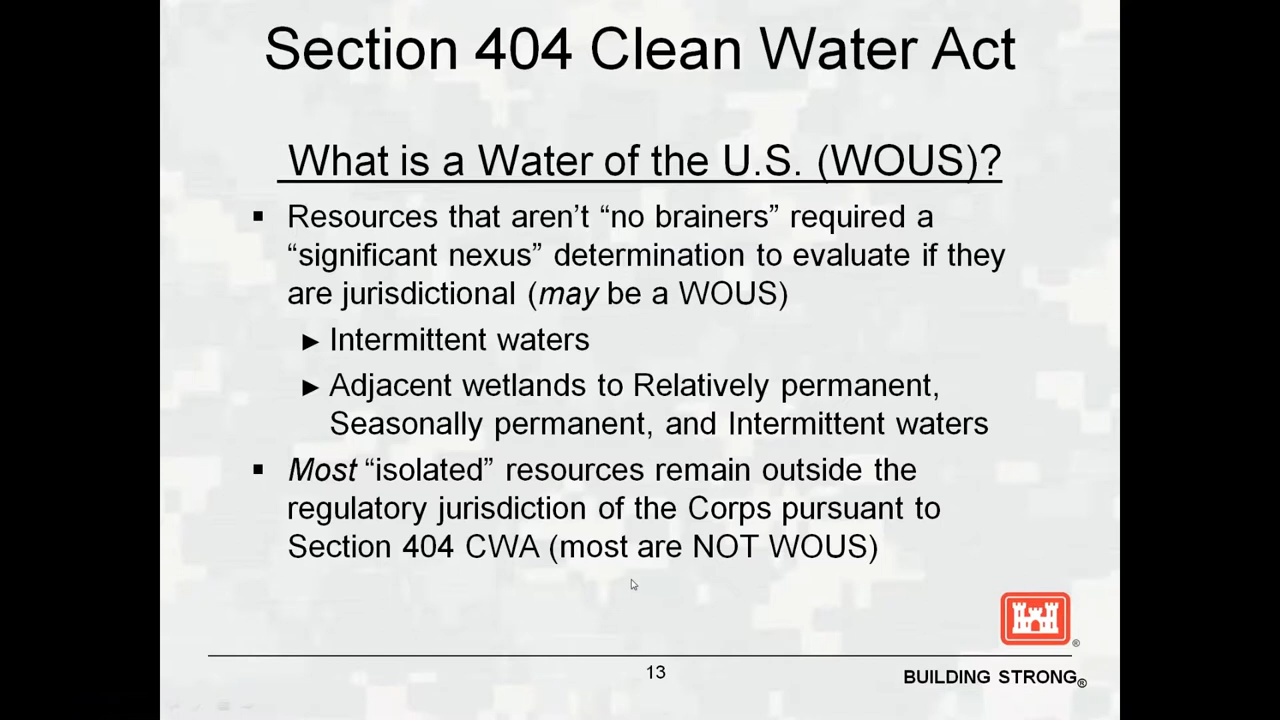 Section 404 Clean Water Act
What is a Water of the U.S. (WOUS)?
▪ Resources that aren’t “no brainers” required a
“significant nexus” determination to evaluate if they
are jurisdictional (may be a WOUS)
► Intermittent waters
► Adjacent wetlands to Relatively permanent,
Seasonally permanent, and Intermittent waters
▪ Most “isolated” resources remain outside the
regulatory jurisdiction of the Corps pursuant to
Section 404 CWA (most are NOT WOUS)
®
13
BUILDING STRONG®